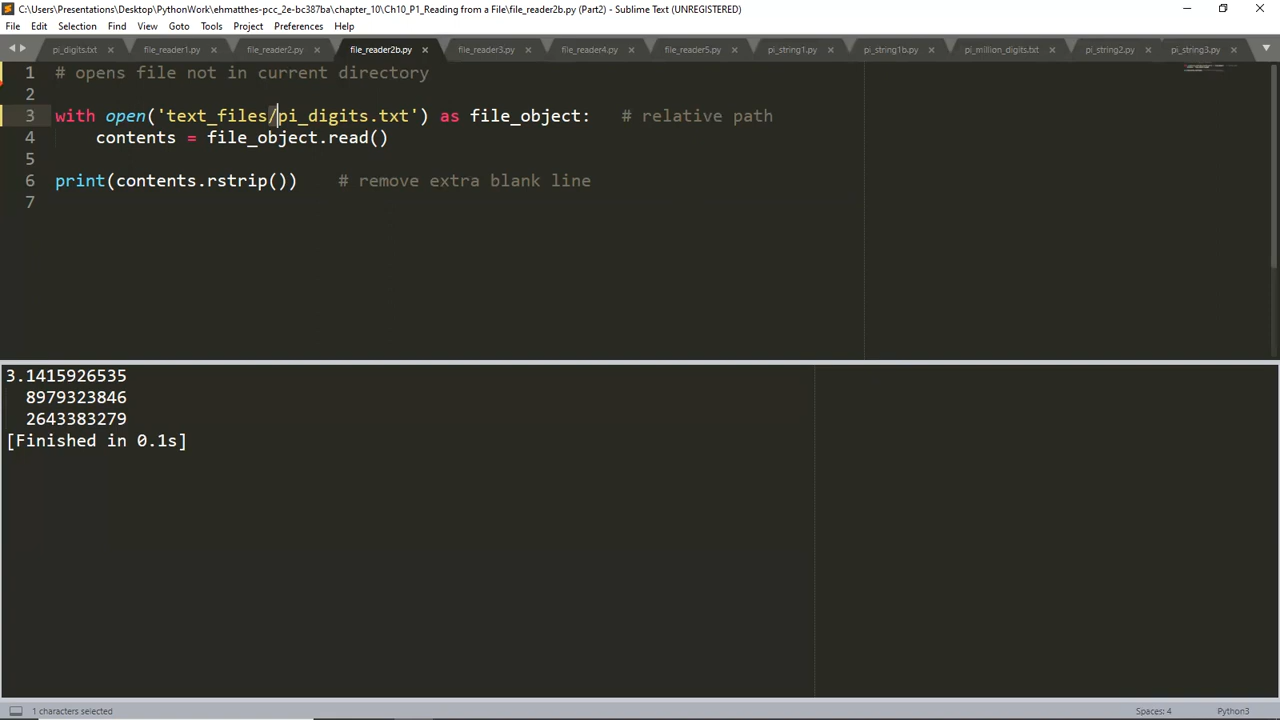 C:\Users\Presentations\Desktop\PythonWork\ehmatthes-pcc_2e-bc387ba\chapter_10\Ch10_P1_Reading from a File\file_reader2b.py (Part2) - Sublime Text (UNREGISTERED)
File Edit Selection Find View Goto Tools Project Preferences Help
pi_digits.txt file_reader1.py file_reader2.py file_reader2b.py file_reader3.py file_reader4.py file_reader5.py pi_string1.py pi_string1b.py pi_million_digits.txt pi_string2.py pi_string3.py
1 # opens file not in current directory
2
3 with open('text_files/pi_digits.txt') as file_object:   # relative path
4     contents = file_object.read()
5
6 print(contents.rstrip())    # remove extra blank line
7
3.1415926535
  8979323846
  2643383279
[Finished in 0.1s]
1 characters selected Spaces: 4 Python3